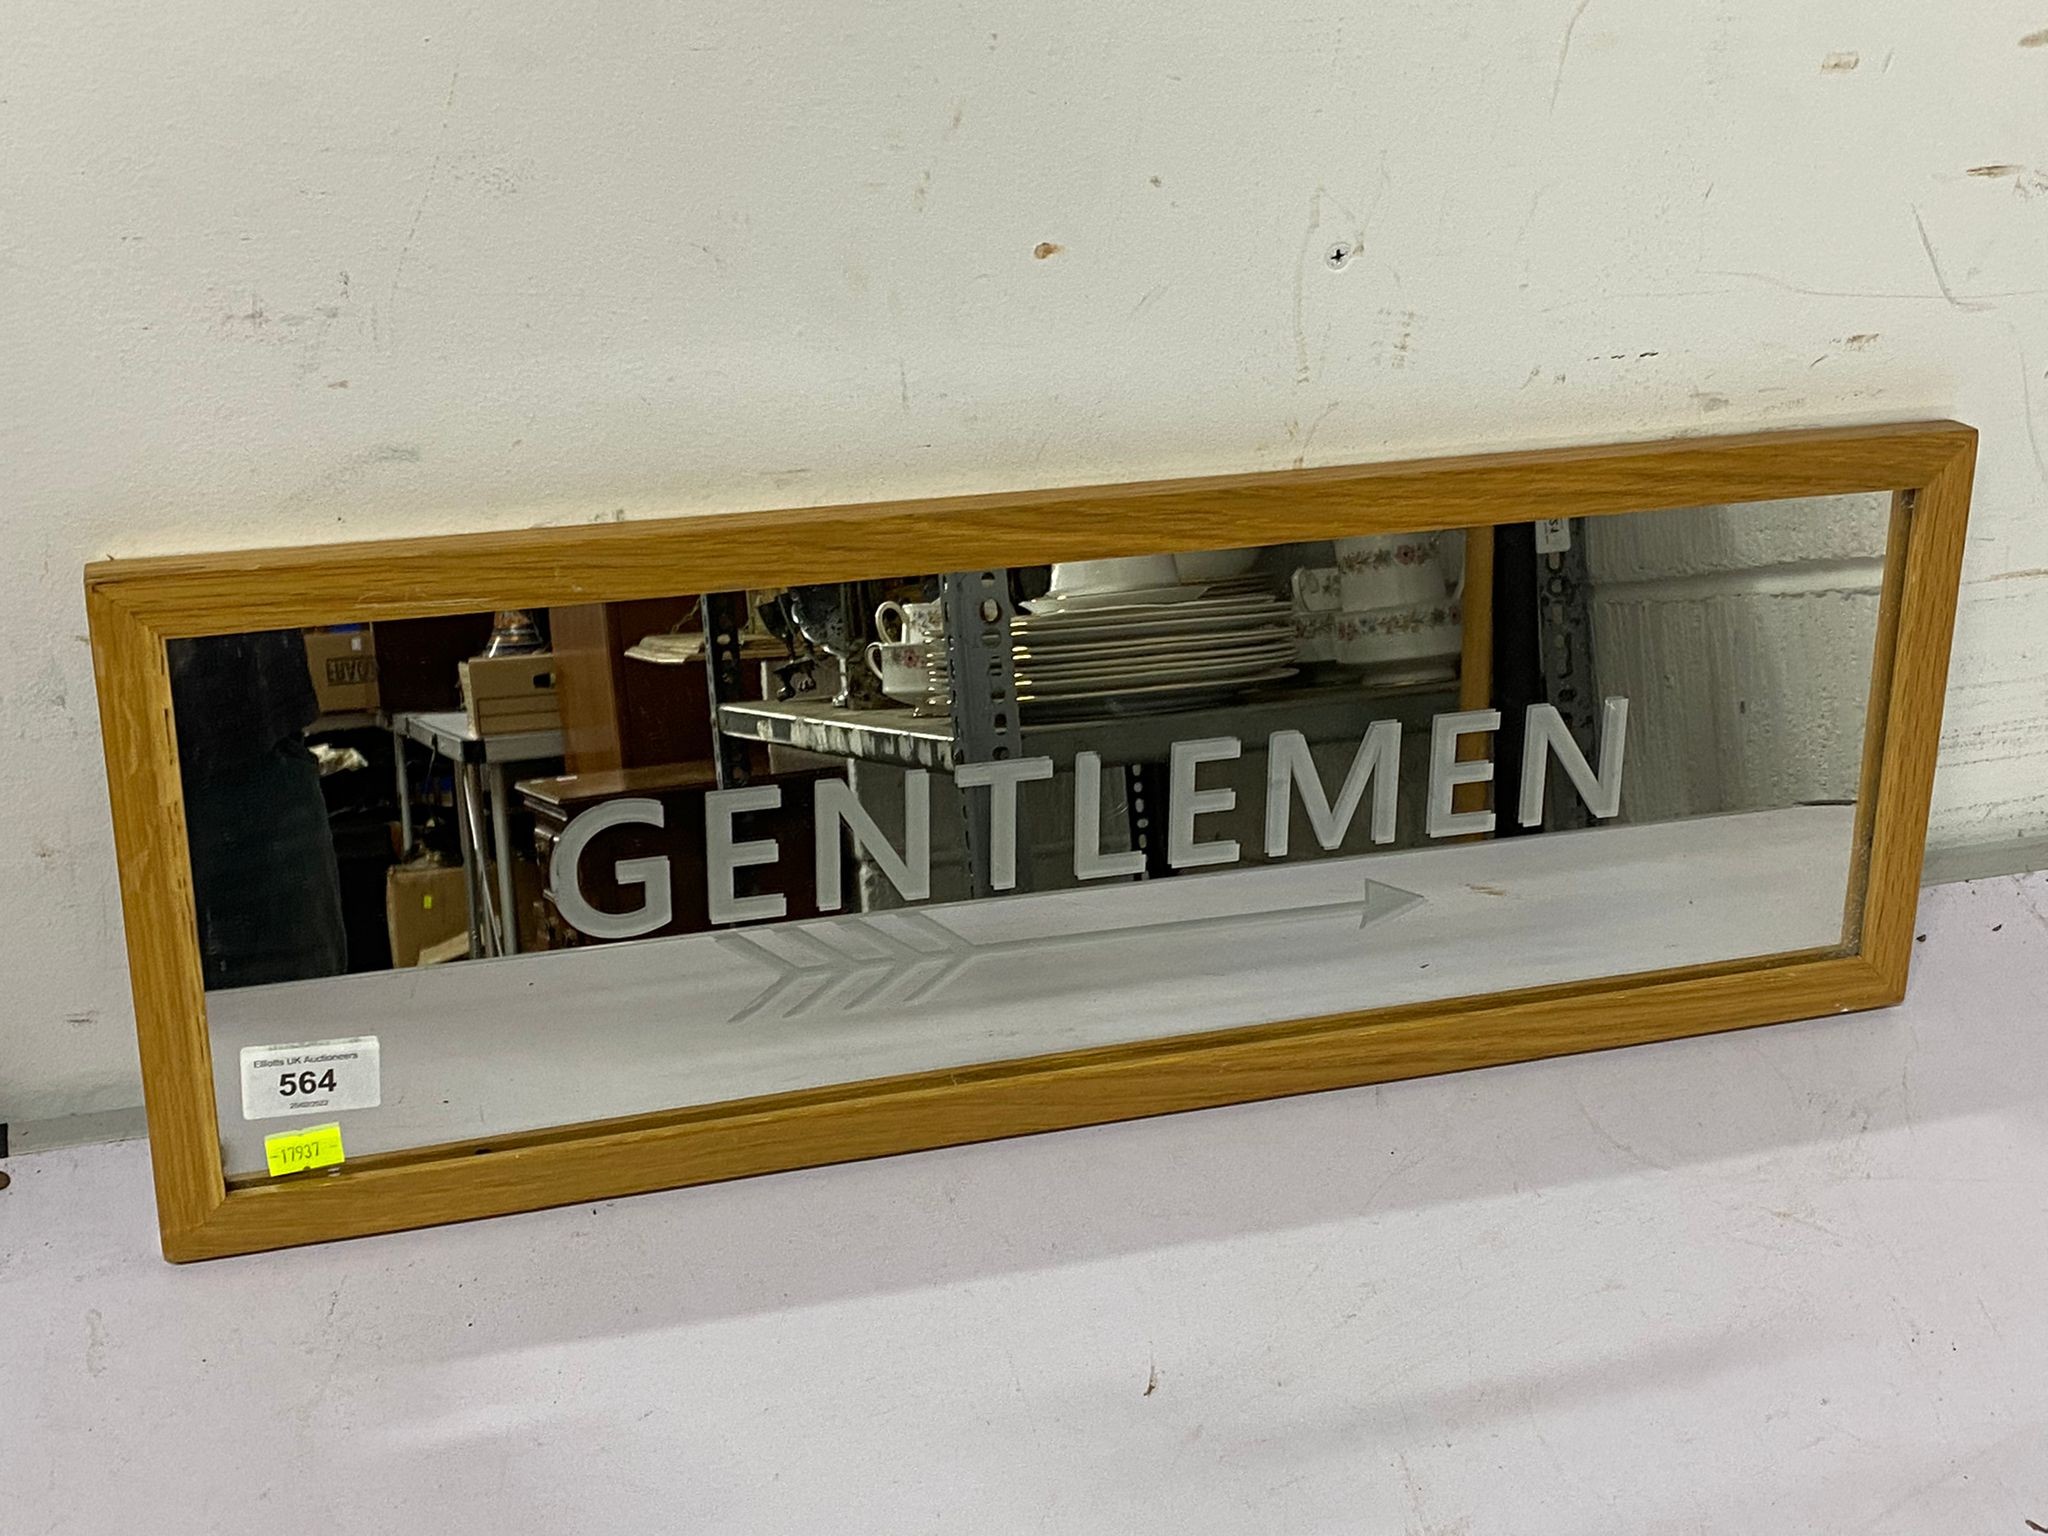 GENTLEMEN
Elliotts UK Auctioneers
564
-17937-